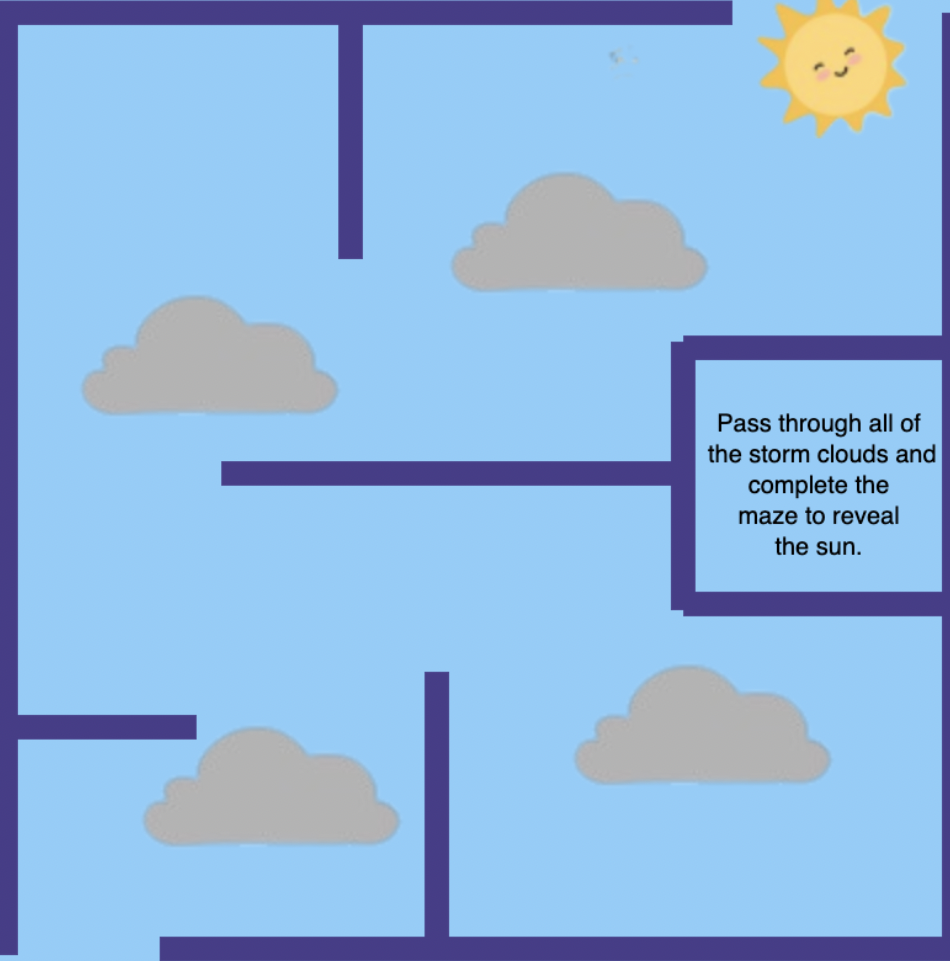 Pass through all of
the storm clouds and
complete the
maze to reveal
the sun.